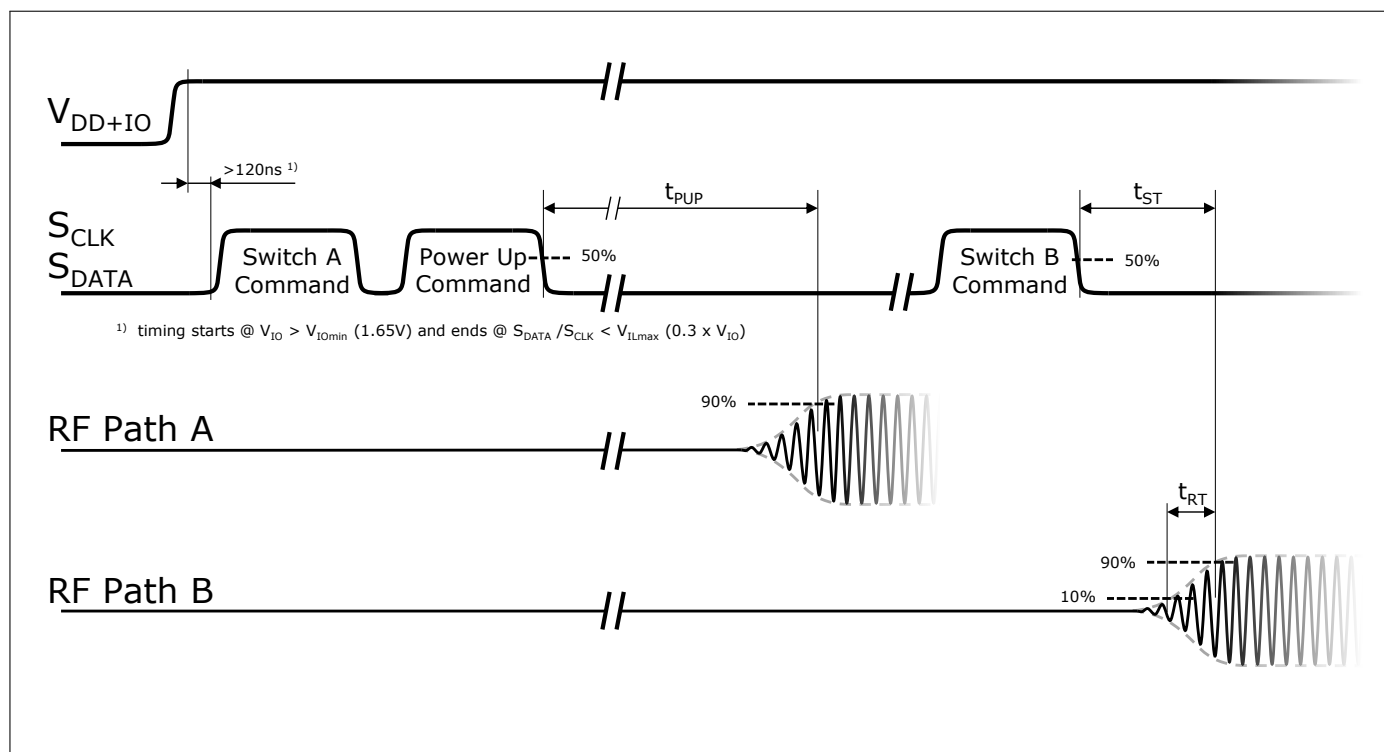 V_DD+IO
>120ns 1)
t_PUP
t_ST
S_CLK
S_DATA
Switch A
Command
Power Up
Command
50%
Switch B
Command
50%
1) timing starts @ V_IO > V_IOmin (1.65V) and ends @ S_DATA /S_CLK < V_ILmax (0.3 x V_IO)
90%
RF Path A
t_RT
90%
10%
RF Path B